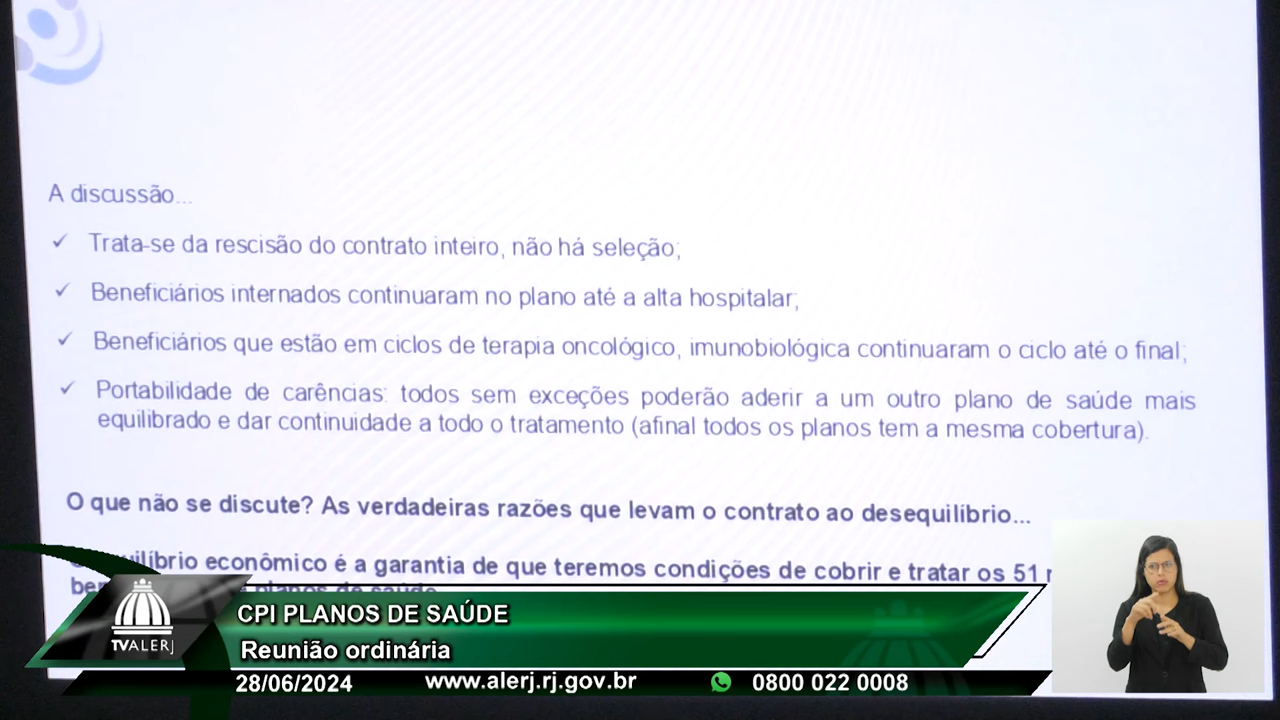 A discussão...
✓ Trata-se da rescisão do contrato inteiro, não há seleção;
✓ Beneficiários internados continuaram no plano até a alta hospitalar;
✓ Beneficiários que estão em ciclos de terapia oncológico, imunobiológica continuaram o ciclo até o final;
✓ Portabilidade de carências: todos sem exceções poderão aderir a um outro plano de saúde mais
equilibrado e dar continuidade a todo o tratamento (afinal todos os planos tem a mesma cobertura).
O que não se discute? As verdadeiras razões que levam o contrato ao desequilíbrio...
econômico é a garantia de que teremos condições de cobrir e tratar os 51
planos de saúde
CPI PLANOS DE SAÚDE
TVALERJ
Reunião ordinária
28/06/2024 www.alerj.rj.gov.br 0800 022 0008